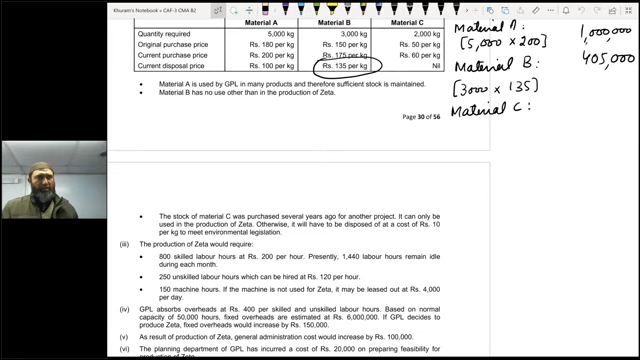 Khuram's Notebook » CAF-3 CMA B2
Material A Material B Material C
Quantity required 5,000 kg 3,000 kg 2,000 kg
Original purchase price Rs. 180 per kg Rs. 150 per kg Rs. 50 per kg
Current purchase price Rs. 200 per kg Rs. 175 per kg Rs. 60 per kg
Current disposal price Rs. 100 per kg Rs. 135 per kg Nil
• Material A is used by GPL in many products and therefore sufficient stock is maintained.
• Material B has no use other than in the production of Zeta.
Page 30 of 56
• The stock of material C was purchased several years ago for another project. It can only be
used in the production of Zeta. Otherwise, it will have to be disposed of at a cost of Rs. 10
per kg to meet environmental legislation.
(iii) The production of Zeta would require:
• 800 skilled labour hours at Rs. 200 per hour. Presently, 1,440 labour hours remain idle
during each month.
• 250 unskilled labour hours which can be hired at Rs. 120 per hour.
• 150 machine hours. If the machine is not used for Zeta, it may be leased out at Rs. 4,000
per day.
(iv) GPL absorbs overheads at Rs. 400 per skilled and unskilled labour hours. Based on normal
capacity of 50,000 hours, fixed overheads are estimated at Rs. 6,000,000. If GPL decides to
produce Zeta, fixed overheads would increase by Rs. 150,000.
(v) As result of production of Zeta, general administration cost would increase by Rs. 100,000.
(vi) The planning department of GPL has incurred a cost of Rs. 20,000 on preparing feasibility for
production of Zeta.
Material A: 1,000,000
[5,000 x 200]
Material B: 405,000
[3000 x 135]
Material C: